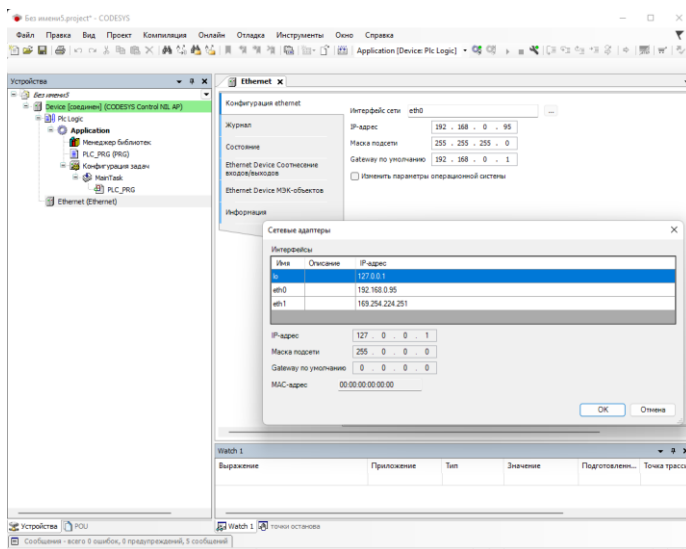 Без имени5.project* - CODESYS
Файл Правка Вид Проект Компиляция Онлайн Отладка Инструменты Окно Справка
Application [Device: Plc Logic]
Устройства
Без имени5
Device [соединен] (CODESYS Control NIL AP)
Plc Logic
Application
Менеджер библиотек
PLC_PRG (PRG)
Конфигурация задач
MainTask
PLC_PRG
Ethernet (Ethernet)
Ethernet
Конфигурация ethernet
Журнал
Состояние
Ethernet Device Соотнесение входов/выходов
Ethernet Device МЭК-объектов
Информация
Интерфейс сети eth0 ...
IP-адрес 192 . 168 . 0 . 95
Маска подсети 255 . 255 . 255 . 0
Gateway по умолчанию 192 . 168 . 0 . 1
Изменить параметры операционной системы
Сетевые адаптеры
Интерфейсы
Имя Описание IP-адрес
lo 127.0.0.1
eth0 192.168.0.95
eth1 169.254.224.251
IP-адрес 127 . 0 . 0 . 1
Маска подсети 255 . 0 . 0 . 0
Gateway по умолчанию 0 . 0 . 0 . 0
MAC-адрес 00:00:00:00:00:00
OK Отмена
Watch 1
Выражение Приложение Тип Значение Подготовленн... Точка трасс
Устройства POU
Watch 1 точки останова
Сообщения - всего 0 ошибок, 0 предупреждений, 5 сообщений